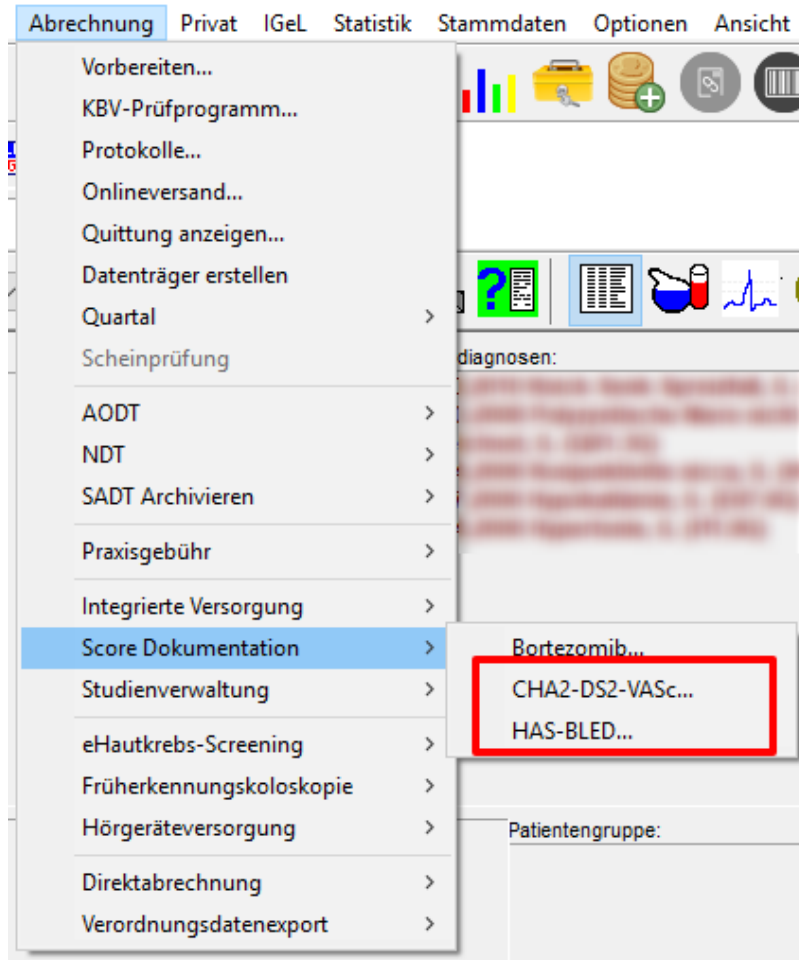 Abrechnung Privat IGeL Statistik Stammdaten Optionen Ansicht
Vorbereiten...
KBV-Prüfprogramm...
Protokolle...
Onlineversand...
Quittung anzeigen...
Datenträger erstellen
Quartal
Scheinprüfung
diagnosen:
AODT
NDT
SADT Archivieren
Praxisgebühr
Integrierte Versorgung
Score Dokumentation
Bortezomib...
Studienverwaltung
CHA2-DS2-VASc...
HAS-BLED...
eHautkrebs-Screening
Früherkennungskoloskopie
Hörgeräteversorgung
Patientengruppe:
Direktabrechnung
Verordnungsdatenexport